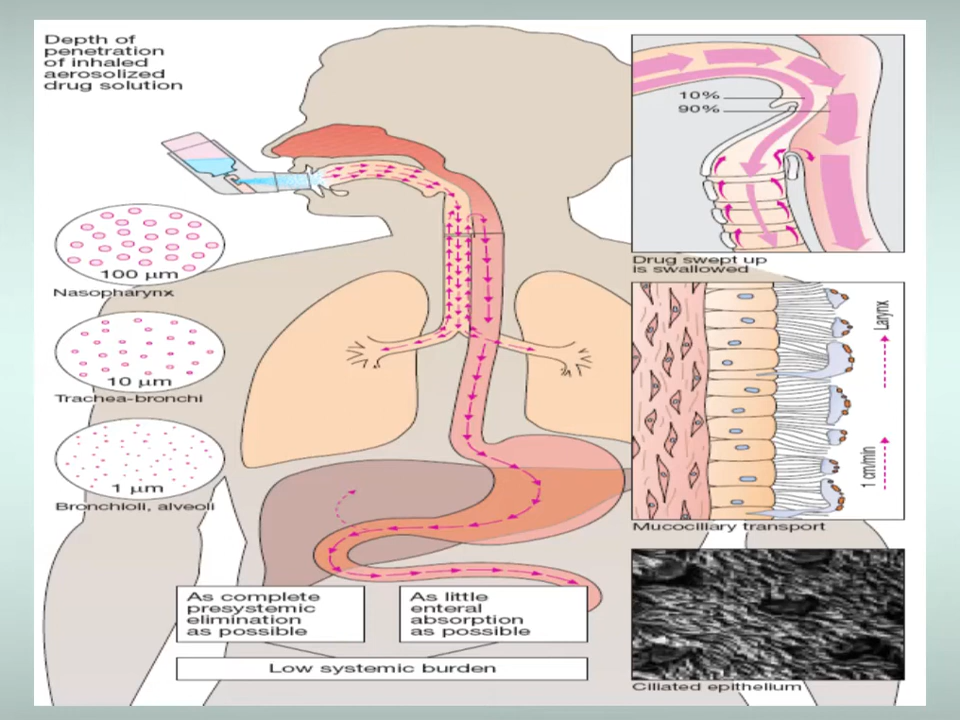 Depth of
penetration
of inhaled
aerosolized
drug solution
100 μm
Nasopharynx
10 μm
Trachea-bronchi
1 μm
Bronchioli, alveoli
10%
90%
Drug swept up
is swallowed
Larynx
1 cm/min
Mucociliary transport
Ciliated epithelium
As complete
presystemic
elimination
as possible
As little
enteral
absorption
as possible
Low systemic burden